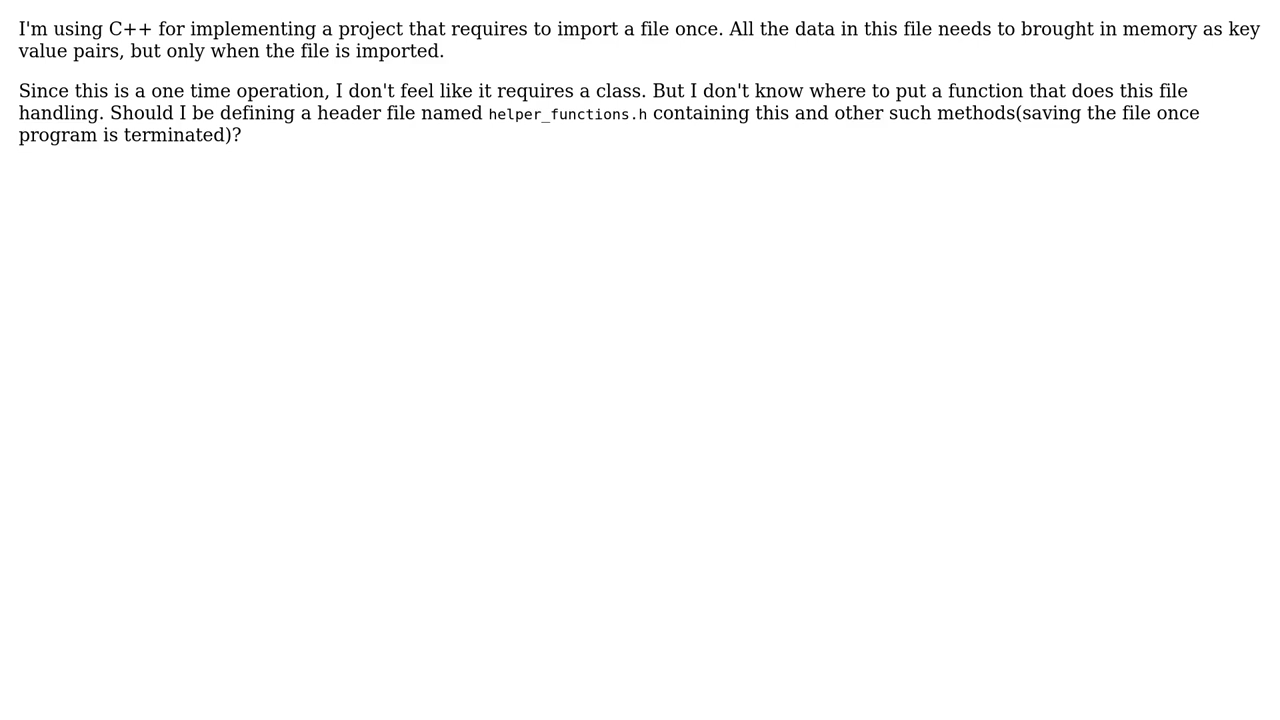 I'm using C++ for implementing a project that requires to import a file once. All the data in this file needs to brought in memory as key
value pairs, but only when the file is imported.
Since this is a one time operation, I don't feel like it requires a class. But I don't know where to put a function that does this file
handling. Should I be defining a header file named helper_functions.h containing this and other such methods(saving the file once
program is terminated)?